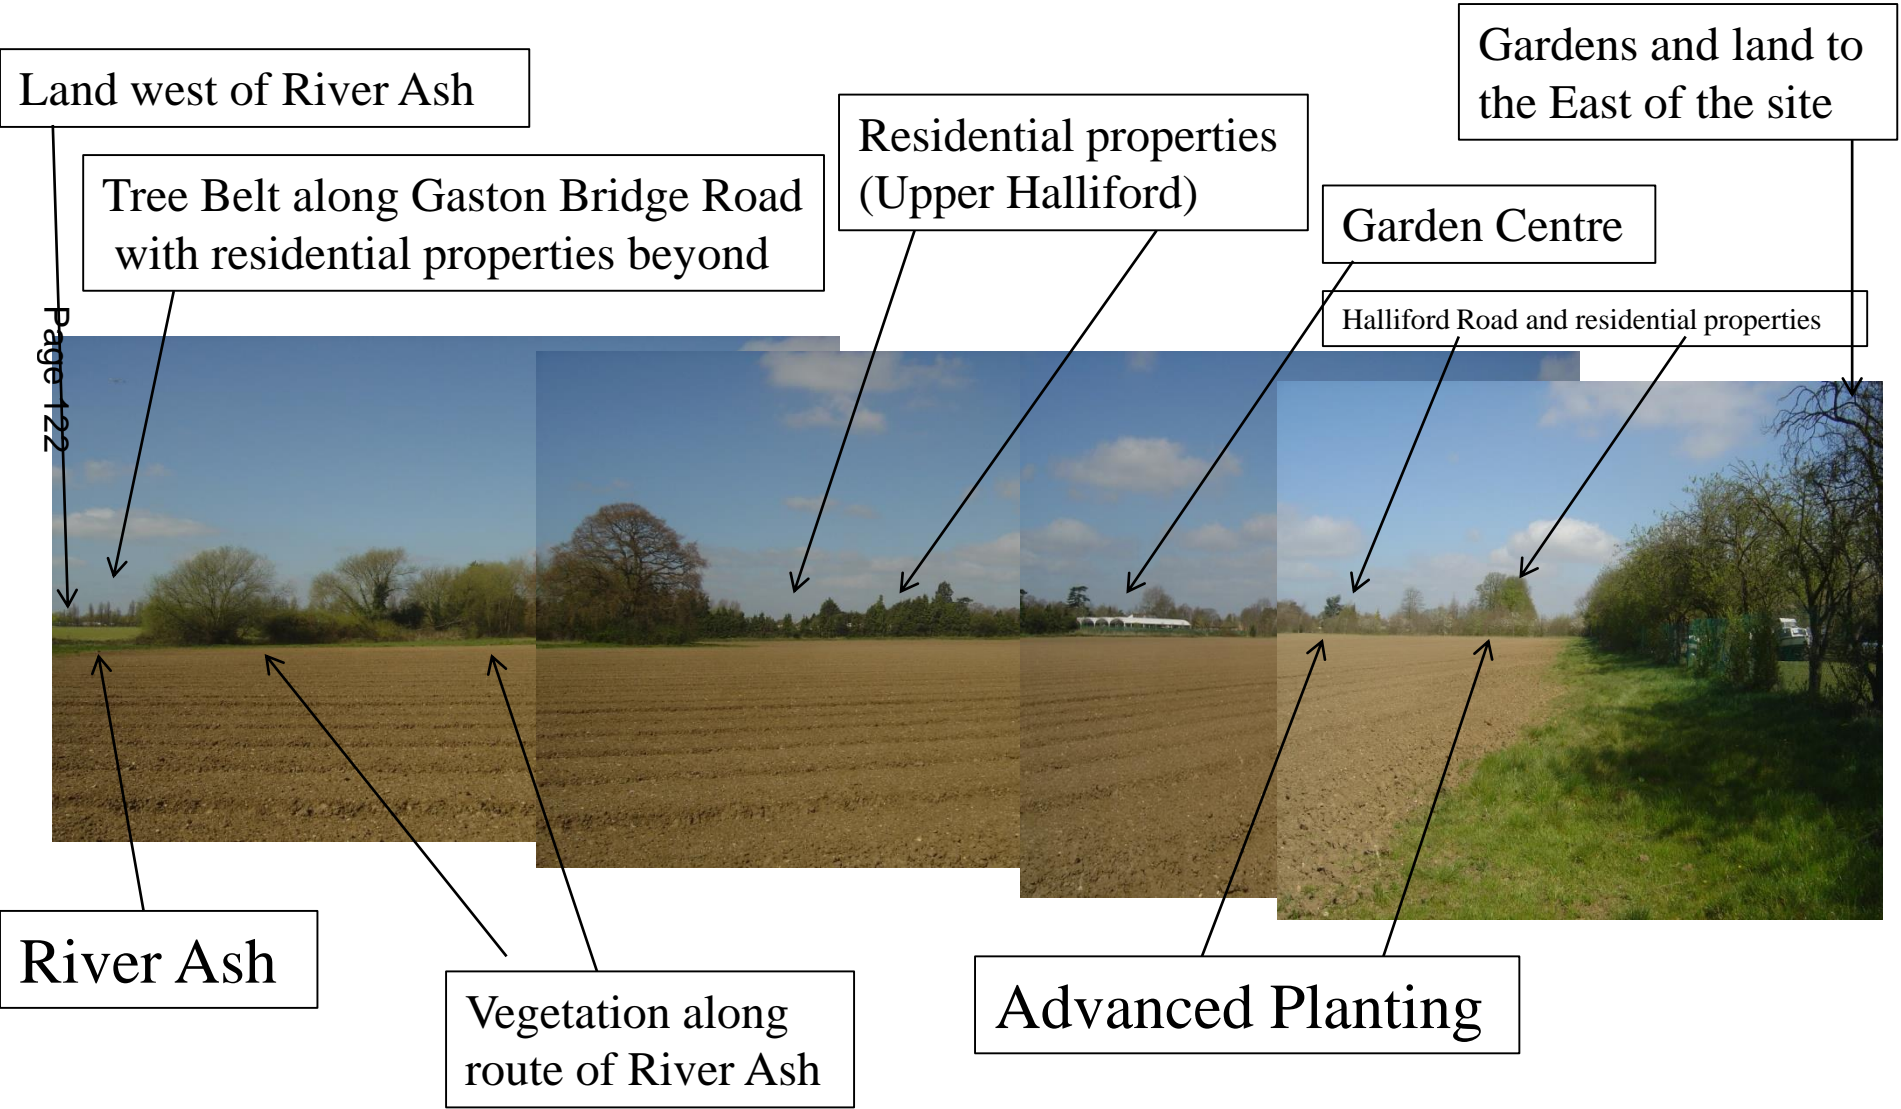 Gardens and land to
the East of the site
Land west of River Ash
Residential properties
(Upper Halliford)
Tree Belt along Gaston Bridge Road
with residential properties beyond
Garden Centre
Halliford Road and residential properties
Page 122
River Ash
Vegetation along
route of River Ash
Advanced Planting